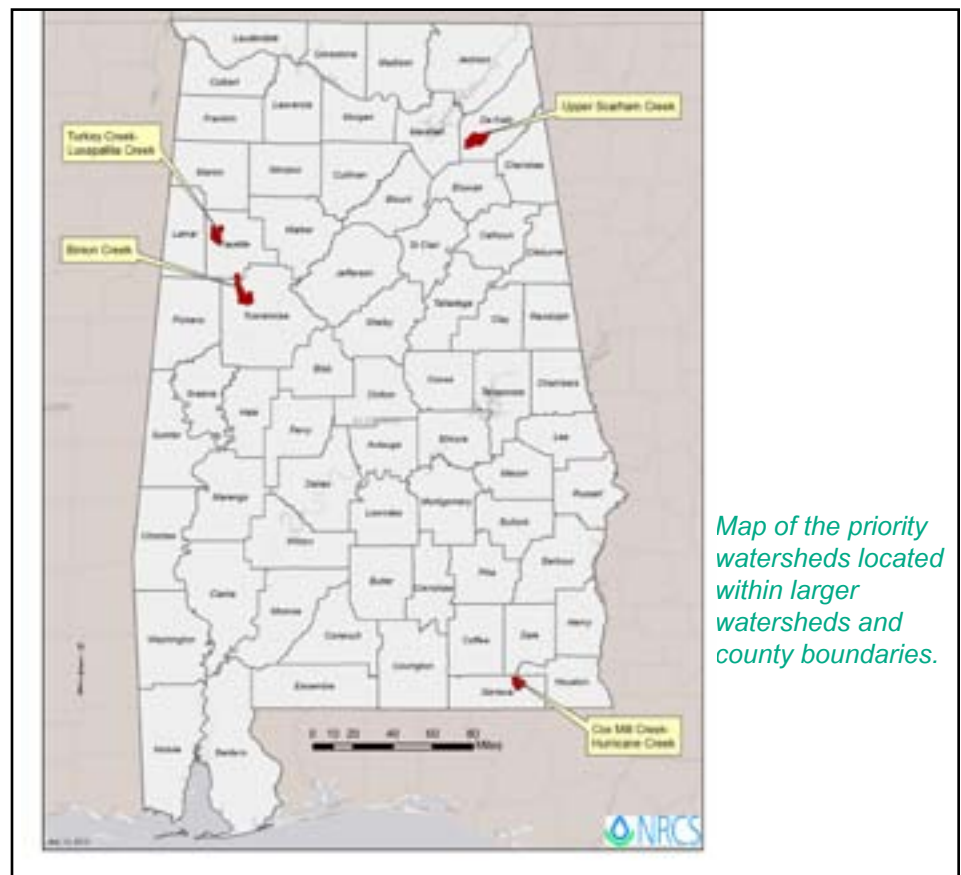 Lauderdale
Limestone
Madison
Jackson
Colbert
Lawrence
Franklin
Morgan
Marshall
De Kalb
Upper Scarham Creek
Turkey Creek-
Luxapallila Creek
Cherokee
Marion
Winston
Cullman
Etowah
Blount
Lamar
Fayette
Walker
St Clair
Calhoun
Cleburne
Binion Creek
Jefferson
Talladega
Pickens
Tuscaloosa
Shelby
Clay
Randolph
Bibb
Greene
Hale
Chilton
Coosa
Tallapoosa
Chambers
Sumter
Perry
Autauga
Elmore
Lee
Marengo
Dallas
Lowndes
Montgomery
Macon
Russell
Bullock
Choctaw
Wilcox
Barbour
Clarke
Butler
Crenshaw
Pike
Monroe
Washington
Conecuh
Coffee
Dale
Henry
Covington
Escambia
Geneva
Houston
Mobile
Baldwin
Cox Mill Creek-
Hurricane Creek
0 10 20 40 60 80
Miles
NRCS
Map of the priority
watersheds located
within larger
watersheds and
county boundaries.